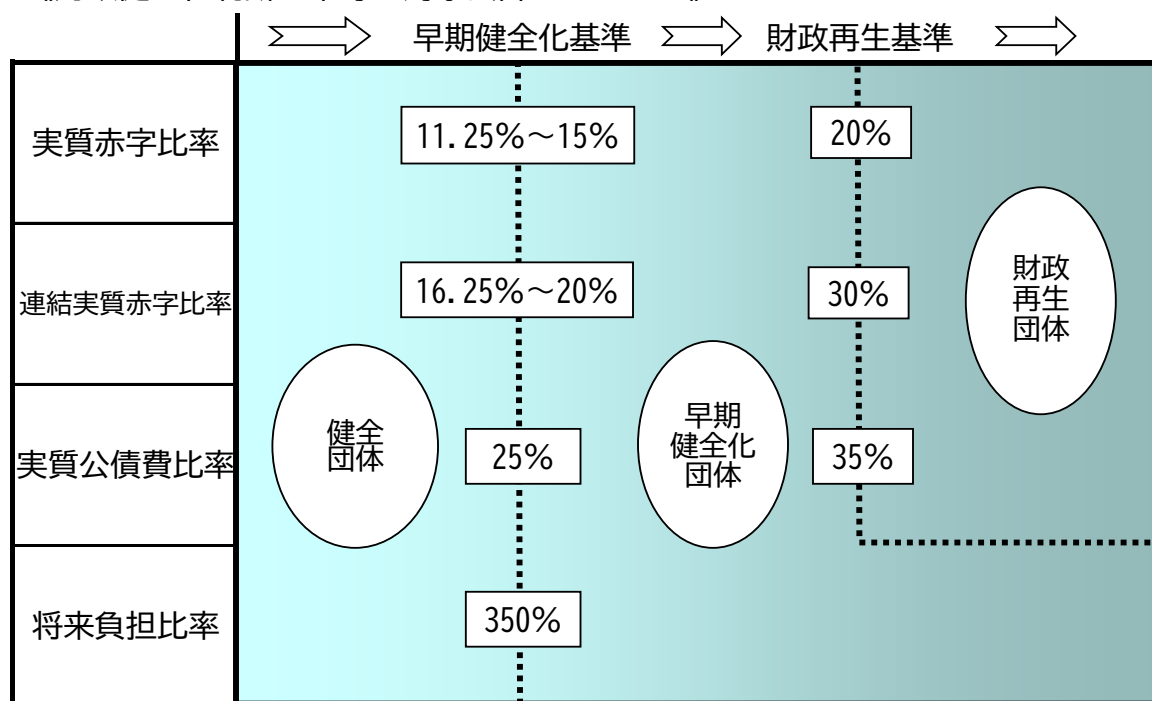 早期健全化基準 財政再生基準
実質赤字比率 11.25%~15% 20%
連結実質赤字比率 16.25%~20% 30%
財政
再生
団体
実質公債費比率 25% 35%
健全
団体
早期
健全化
団体
将来負担比率 350%